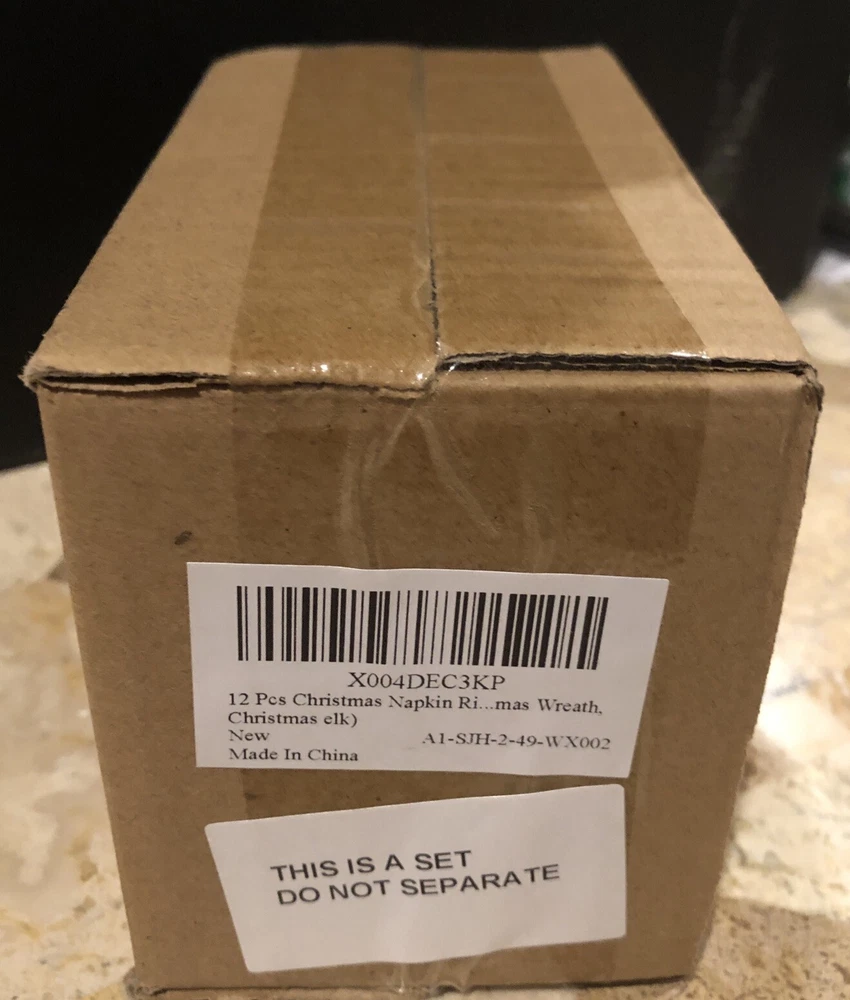 X004DEC3KP
12 Pcs Christmas Napkin Ri...mas Wreath,
Christmas elk)
New A1-SJH-2-49-WX002
Made In China
THIS IS A SET
DO NOT SEPARATE